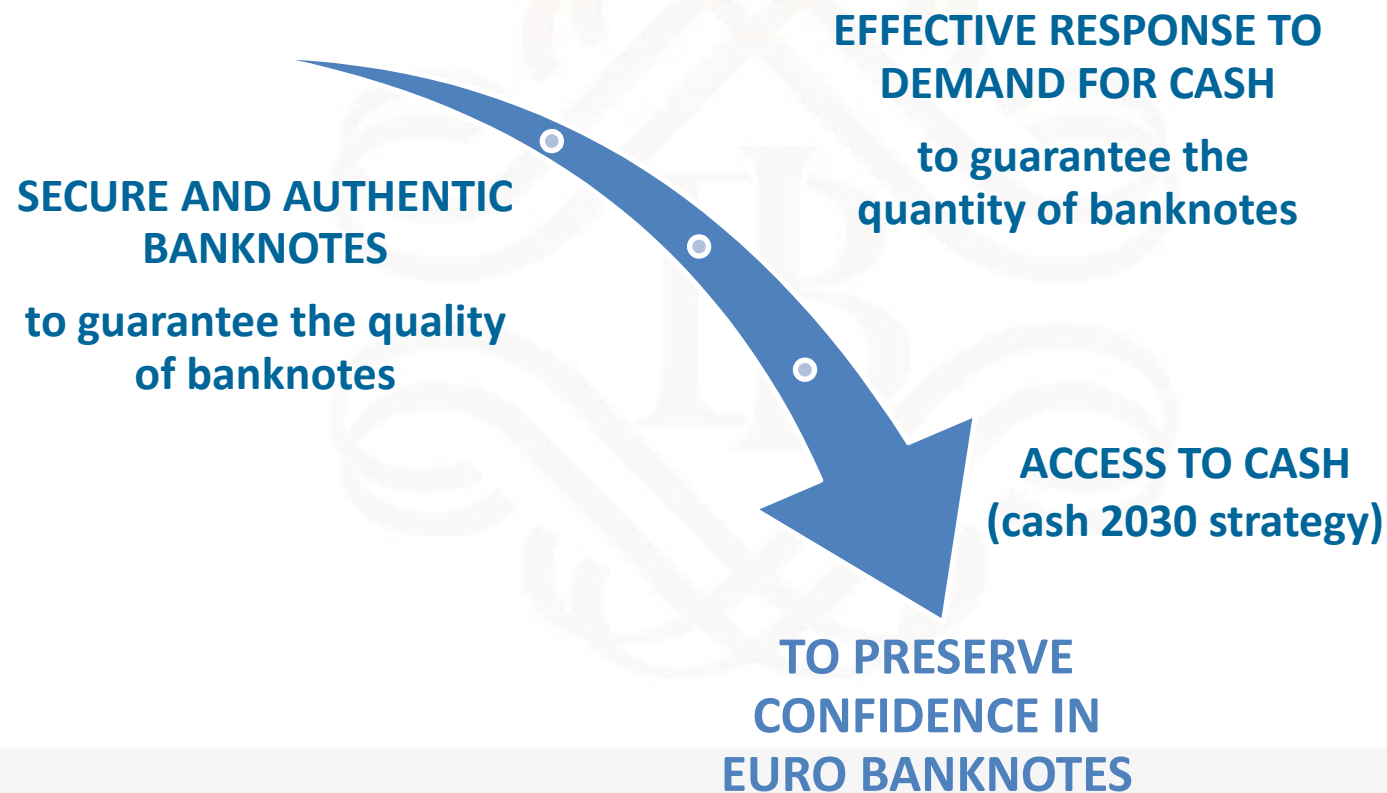 SECURE AND AUTHENTIC
BANKNOTES
to guarantee the quality
of banknotes
EFFECTIVE RESPONSE TO
DEMAND FOR CASH
to guarantee the
quantity of banknotes
ACCESS TO CASH
(cash 2030 strategy)
TO PRESERVE
CONFIDENCE IN
EURO BANKNOTES